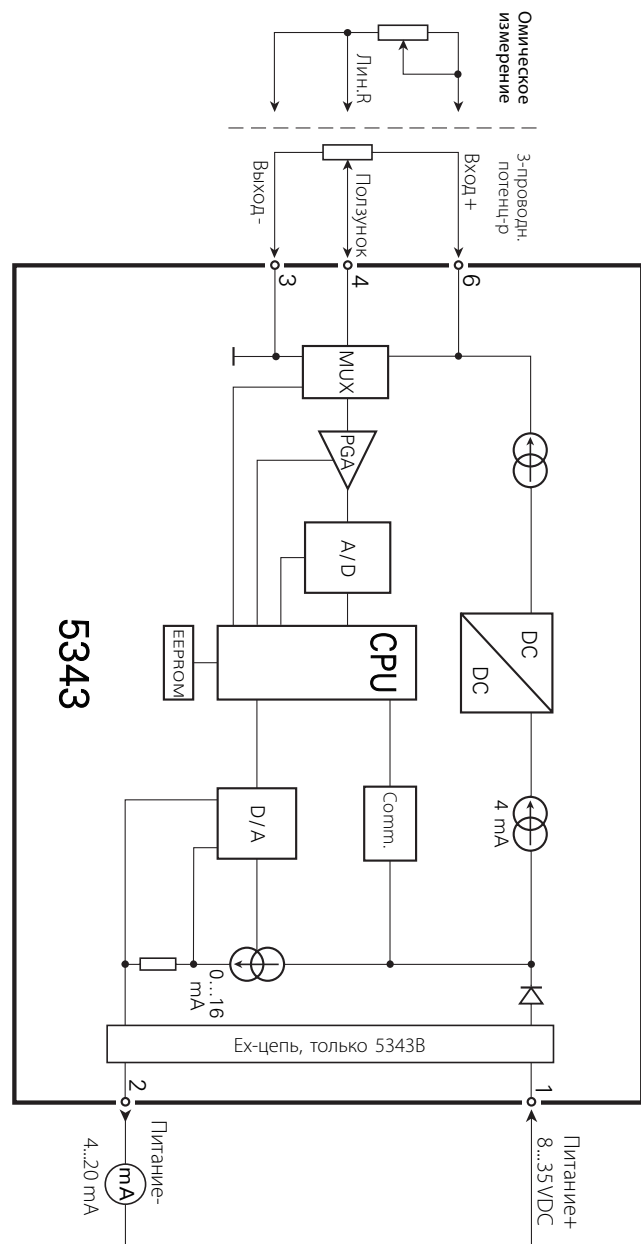 Омическое
измерение
Лин.R
3-проводн.
потенц-р
Вход +
Ползунок
Выход -
6
4
3
MUX
PGA
A/D
CPU
EEPROM
5343
DC
DC
4 mA
Comm.
D/A
0...16
mA
Ex-цепь, только 5343B
1
2
Питание+
8...35 VDC
Питание-
4...20 mA
mA